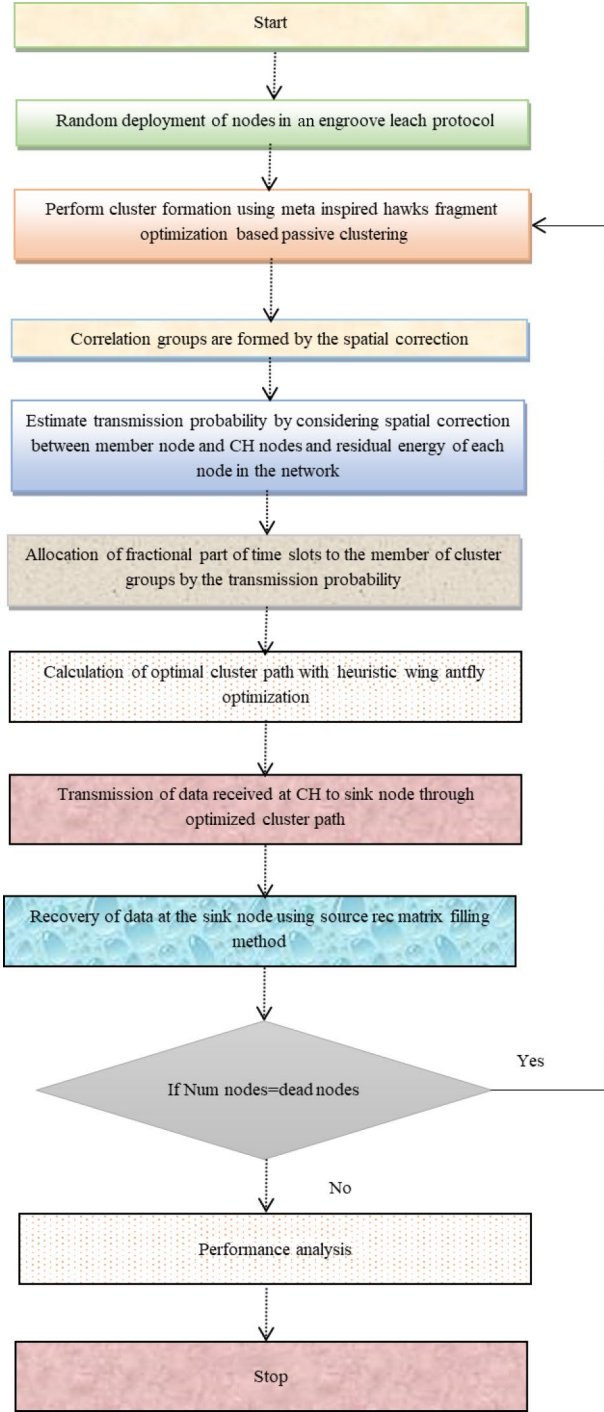 Start
Random deployment of nodes in an engroove leach protocol
Perform cluster formation using meta inspired hawks fragment
optimization based passive clustering
Correlation groups are formed by the spatial correction
Estimate transmission probability by considering spatial correction
between member node and CH nodes and residual energy of each
node in the network
Allocation of fractional part of time slots to the member of cluster
groups by the transmission probability
Calculation of optimal cluster path with heuristic wing antfly
optimization
Transmission of data received at CH to sink node through
optimized cluster path
Recovery of data at the sink node using source rec matrix filling
method
Yes
If Num nodes=dead nodes
No
Performance analysis
Stop